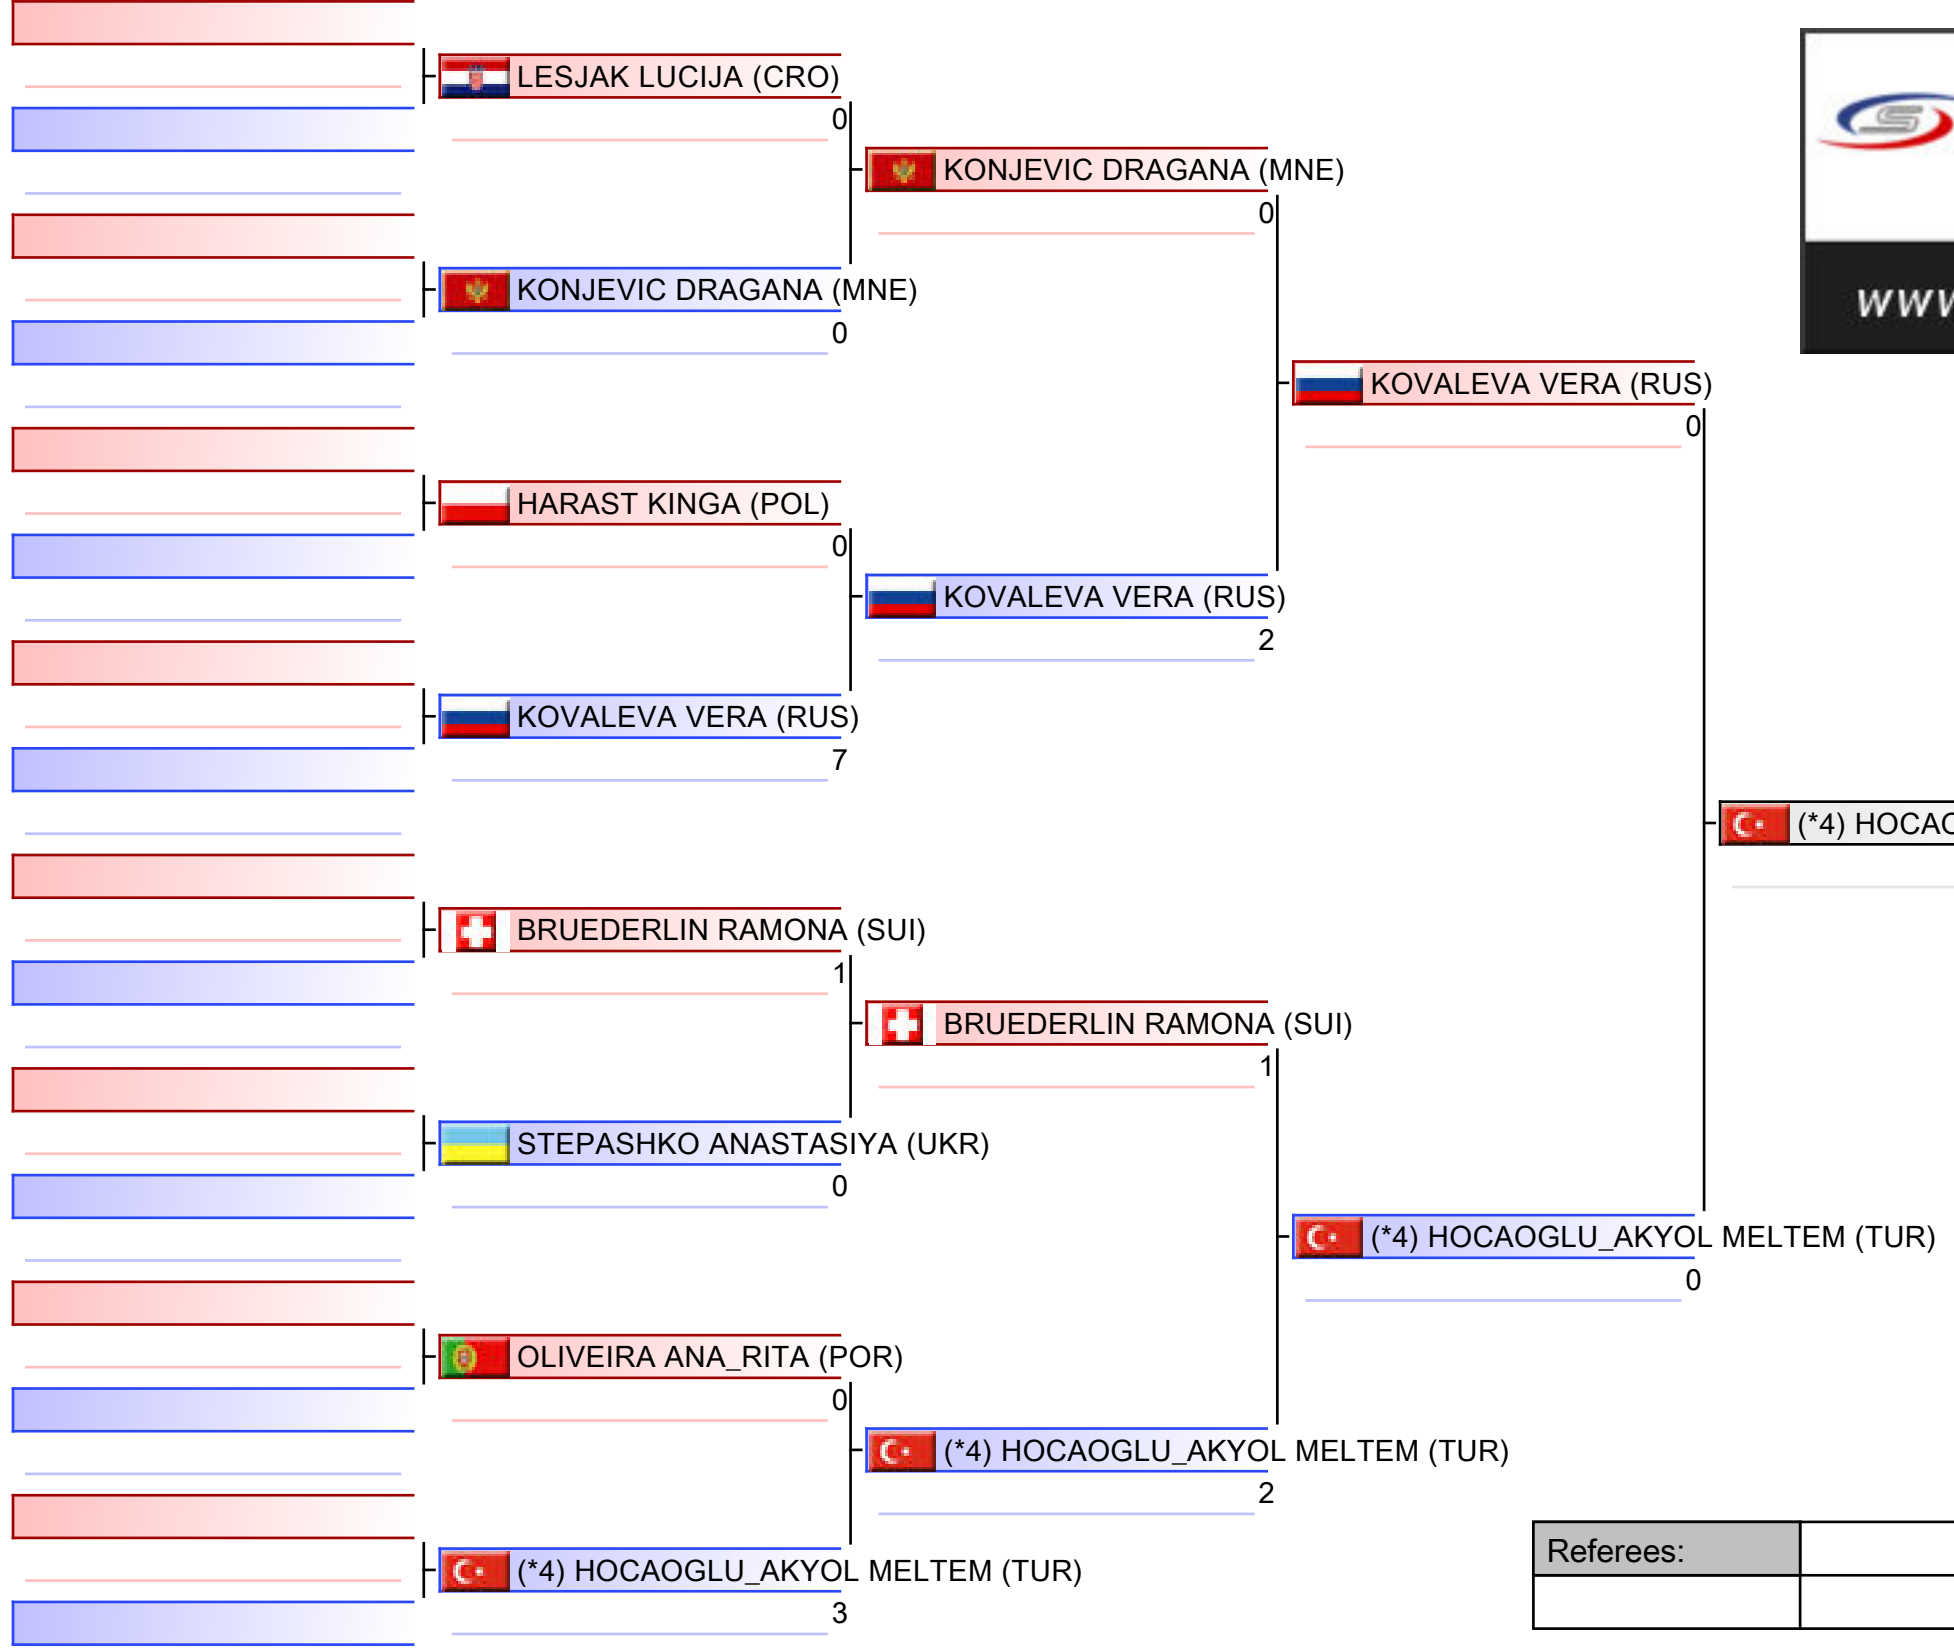 LESJAK LUCIJA (CRO)
0
KONJEVIC DRAGANA (MNE)
0
KONJEVIC DRAGANA (MNE)
0
KOVALEVA VERA (RUS)
0
HARAST KINGA (POL)
0
KOVALEVA VERA (RUS)
2
KOVALEVA VERA (RUS)
7
(*4) HOCAO
BRUEDERLIN RAMONA (SUI)
1
BRUEDERLIN RAMONA (SUI)
1
STEPASHKO ANASTASIYA (UKR)
0
(*4) HOCAOGLU_AKYOL MELTEM (TUR)
0
OLIVEIRA ANA_RITA (POR)
0
(*4) HOCAOGLU_AKYOL MELTEM (TUR)
2
(*4) HOCAOGLU_AKYOL MELTEM (TUR)
3
Referees: